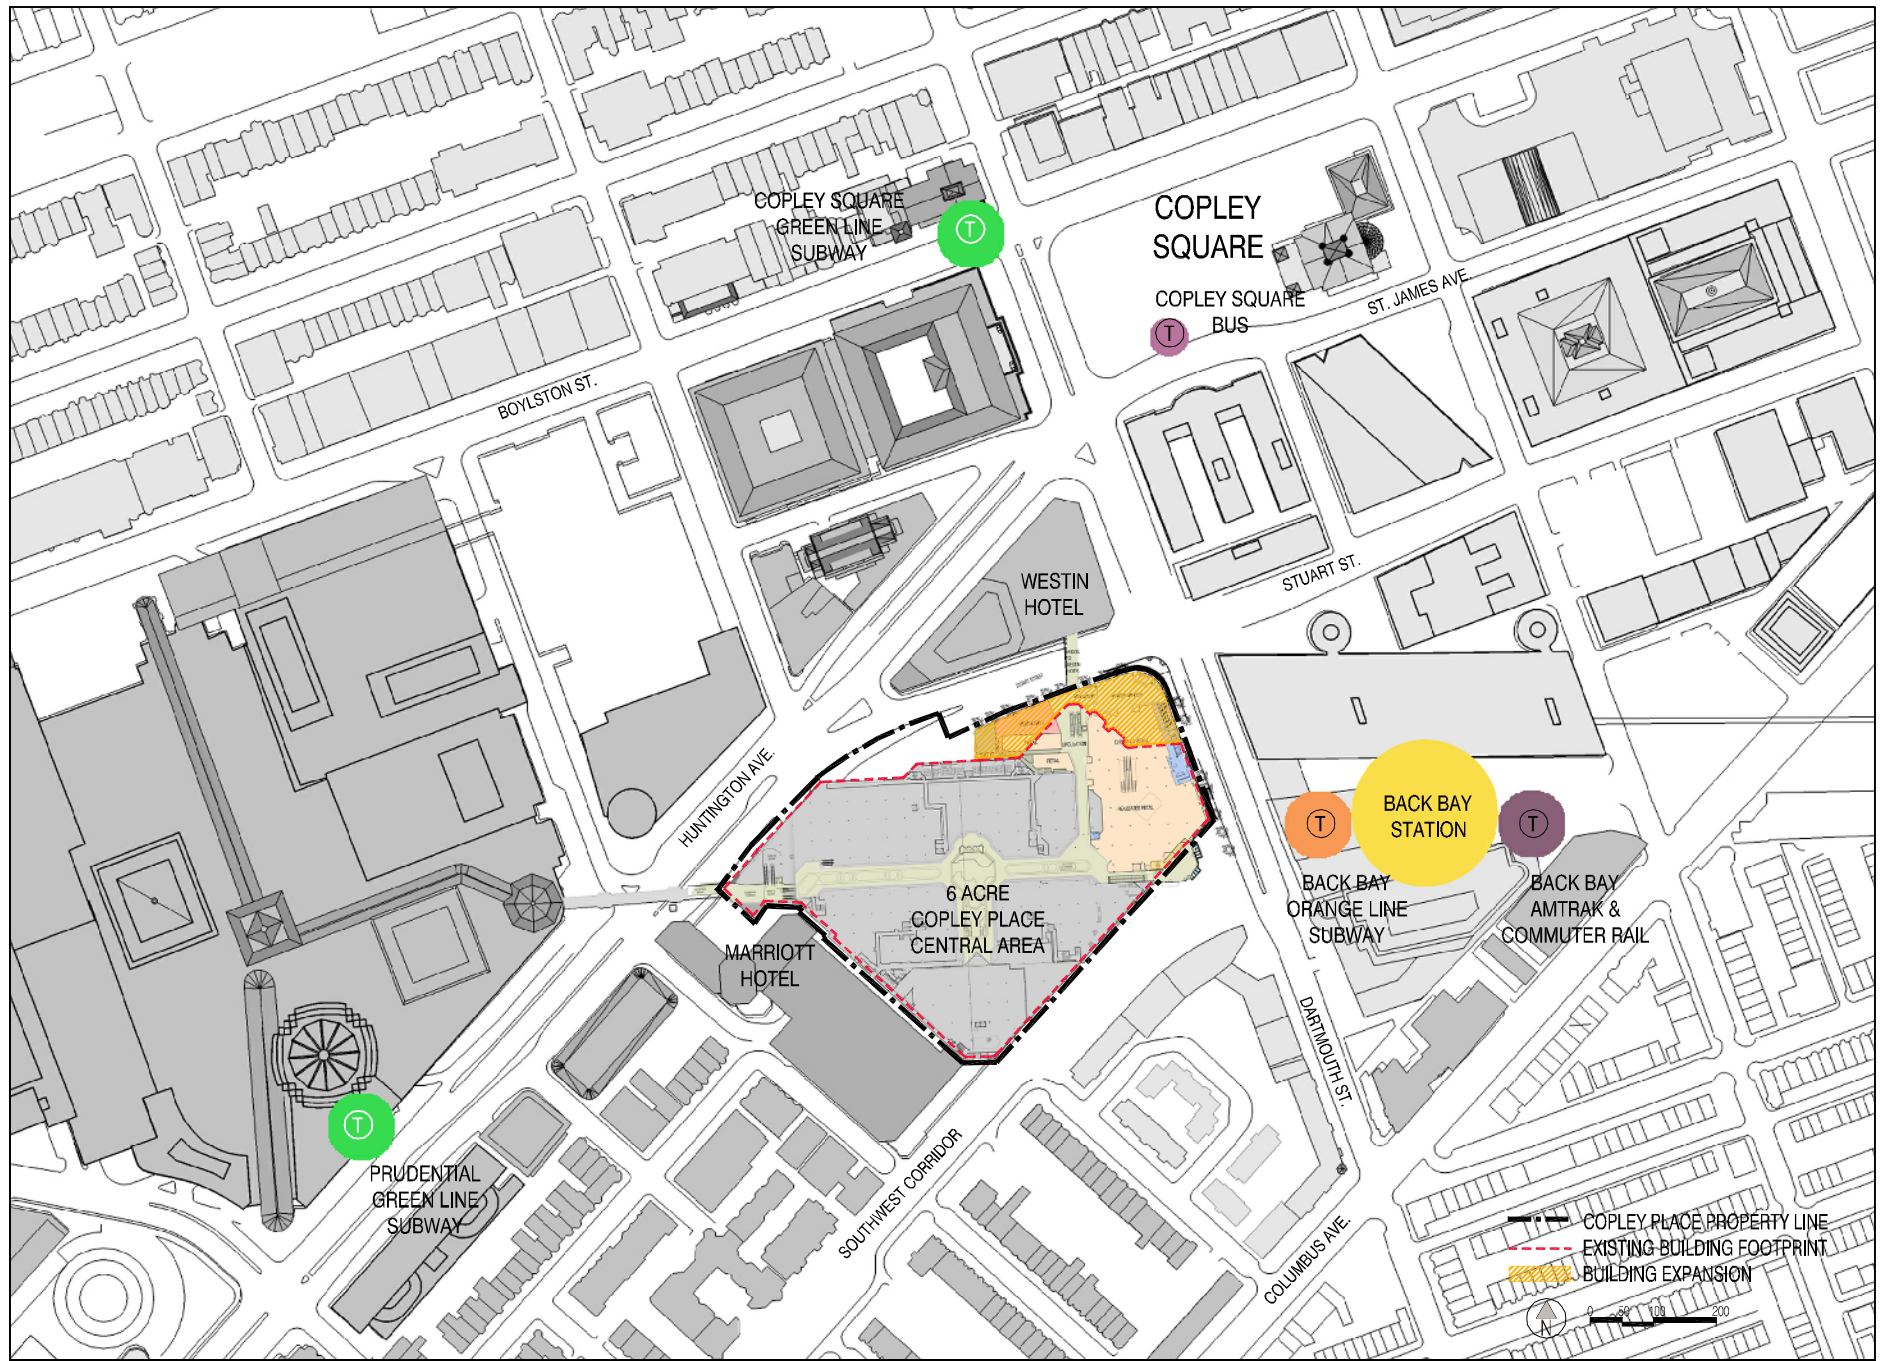 COPLEY SQUARE
GREEN LINE
SUBWAY
T
COPLEY
SQUARE
COPLEY SQUARE
BUS
T
ST. JAMES AVE.
BOYLSTON ST.
WESTIN
HOTEL
STUART ST.
HUNTINGTON AVE.
T
BACK BAY
STATION
T
BACK BAY
ORANGE LINE
SUBWAY
BACK BAY
AMTRAK &
COMMUTER RAIL
6 ACRE
COPLEY PLACE
CENTRAL AREA
MARRIOTT
HOTEL
DARTMOUTH ST.
T
PRUDENTIAL
GREEN LINE
SUBWAY
SOUTHWEST CORRIDOR
COLUMBUS AVE.
COPLEY PLACE PROPERTY LINE
EXISTING BUILDING FOOTPRINT
BUILDING EXPANSION
N
0 50 100 200